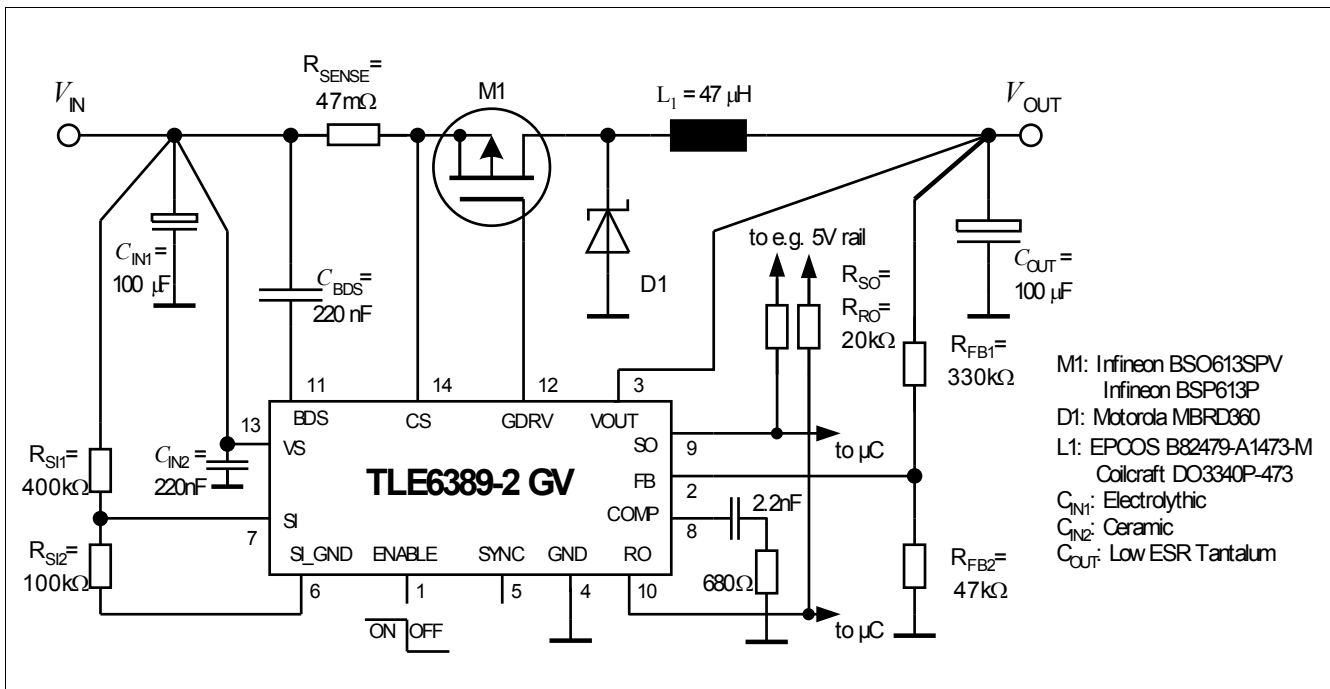 R_SENSE=
47mΩ
M1
L₁ = 47 μH
V_IN
V_OUT
C_IN1=
100 μF
C_BDS=
220 nF
D1
to e.g. 5V rail
R_SO=
R_RO=
20kΩ
C_OUT=
100 μF
R_FB1=
330kΩ
M1: Infineon BSO613SPV
Infineon BSP613P
D1: Motorola MBRD360
L1: EPCOS B82479-A1473-M
Coilcraft DO3340P-473
C_IN1: Electrolythic
C_IN2: Ceramic
C_OUT: Low ESR Tantalum
11
14
12
3
BDS
CS
GDRV
VOUT
13
VS
SO
9
to μC
R_SI1=
400kΩ
C_IN2=
220nF
TLE6389-2 GV
FB
2
2.2nF
SI
7
COMP
8
R_SI2=
100kΩ
SI_GND
ENABLE
SYNC
GND
RO
6
1
5
4
10
680Ω
R_FB2=
47kΩ
ON
OFF
to μC